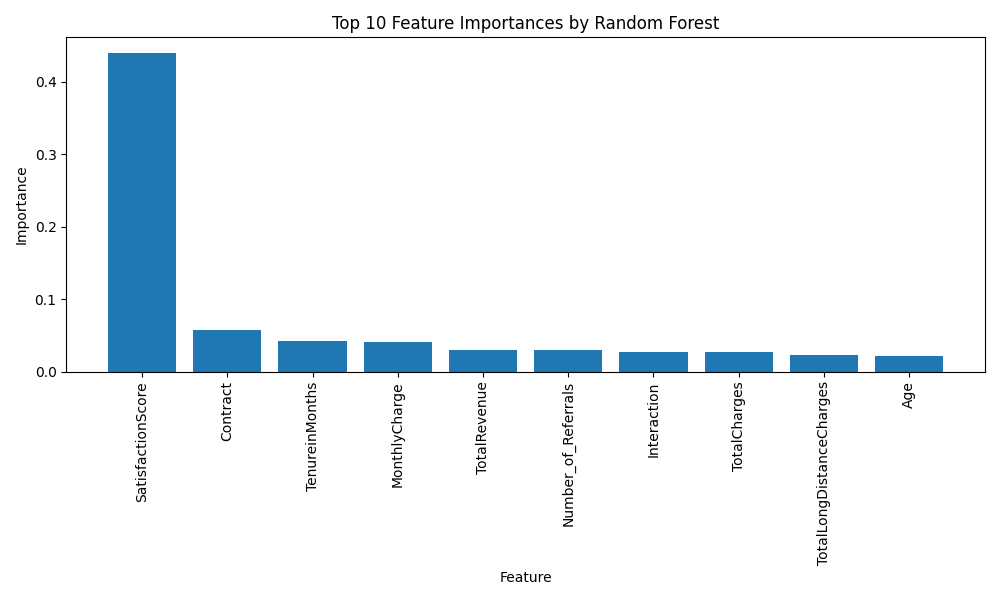 Top 10 Feature Importances by Random Forest
Importance
0.4
0.3
0.2
0.1
0.0
SatisfactionScore
Contract
TenureinMonths
MonthlyCharge
TotalRevenue
Number_of_Referrals
Interaction
TotalCharges
TotalLongDistanceCharges
Age
Feature